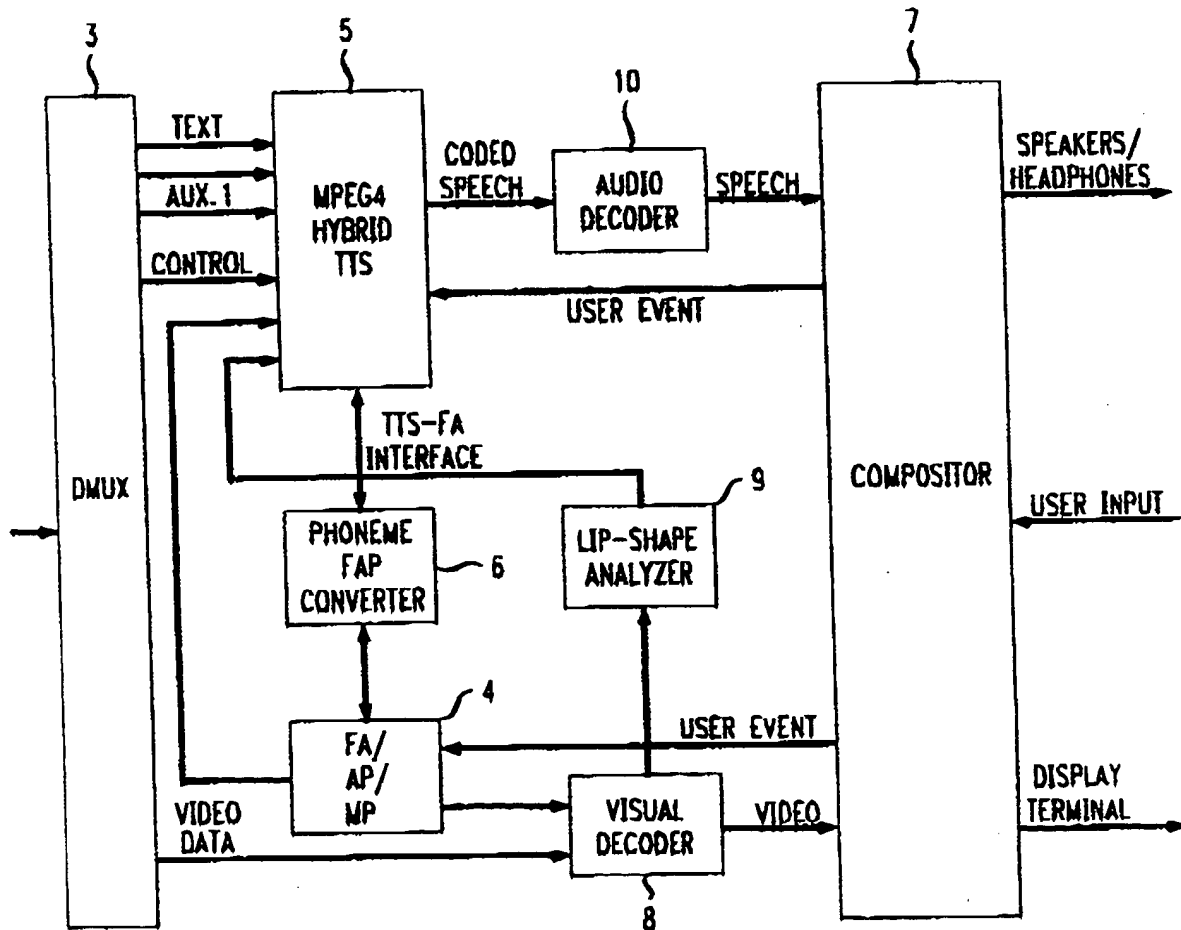 3
5
7
10
TEXT
AUX.1
CONTROL
MPEG4
HYBRID
TTS
CODED
SPEECH
AUDIO
DECODER
SPEECH
SPEAKERS/
HEADPHONES
USER EVENT
TTS-FA
INTERFACE
DMUX
COMPOSITOR
9
PHONEME
FAP
CONVERTER
6
LIP-SHAPE
ANALYZER
USER INPUT
4
FA/
AP/
MP
USER EVENT
VIDEO
DATA
VISUAL
DECODER
VIDEO
DISPLAY
TERMINAL
8